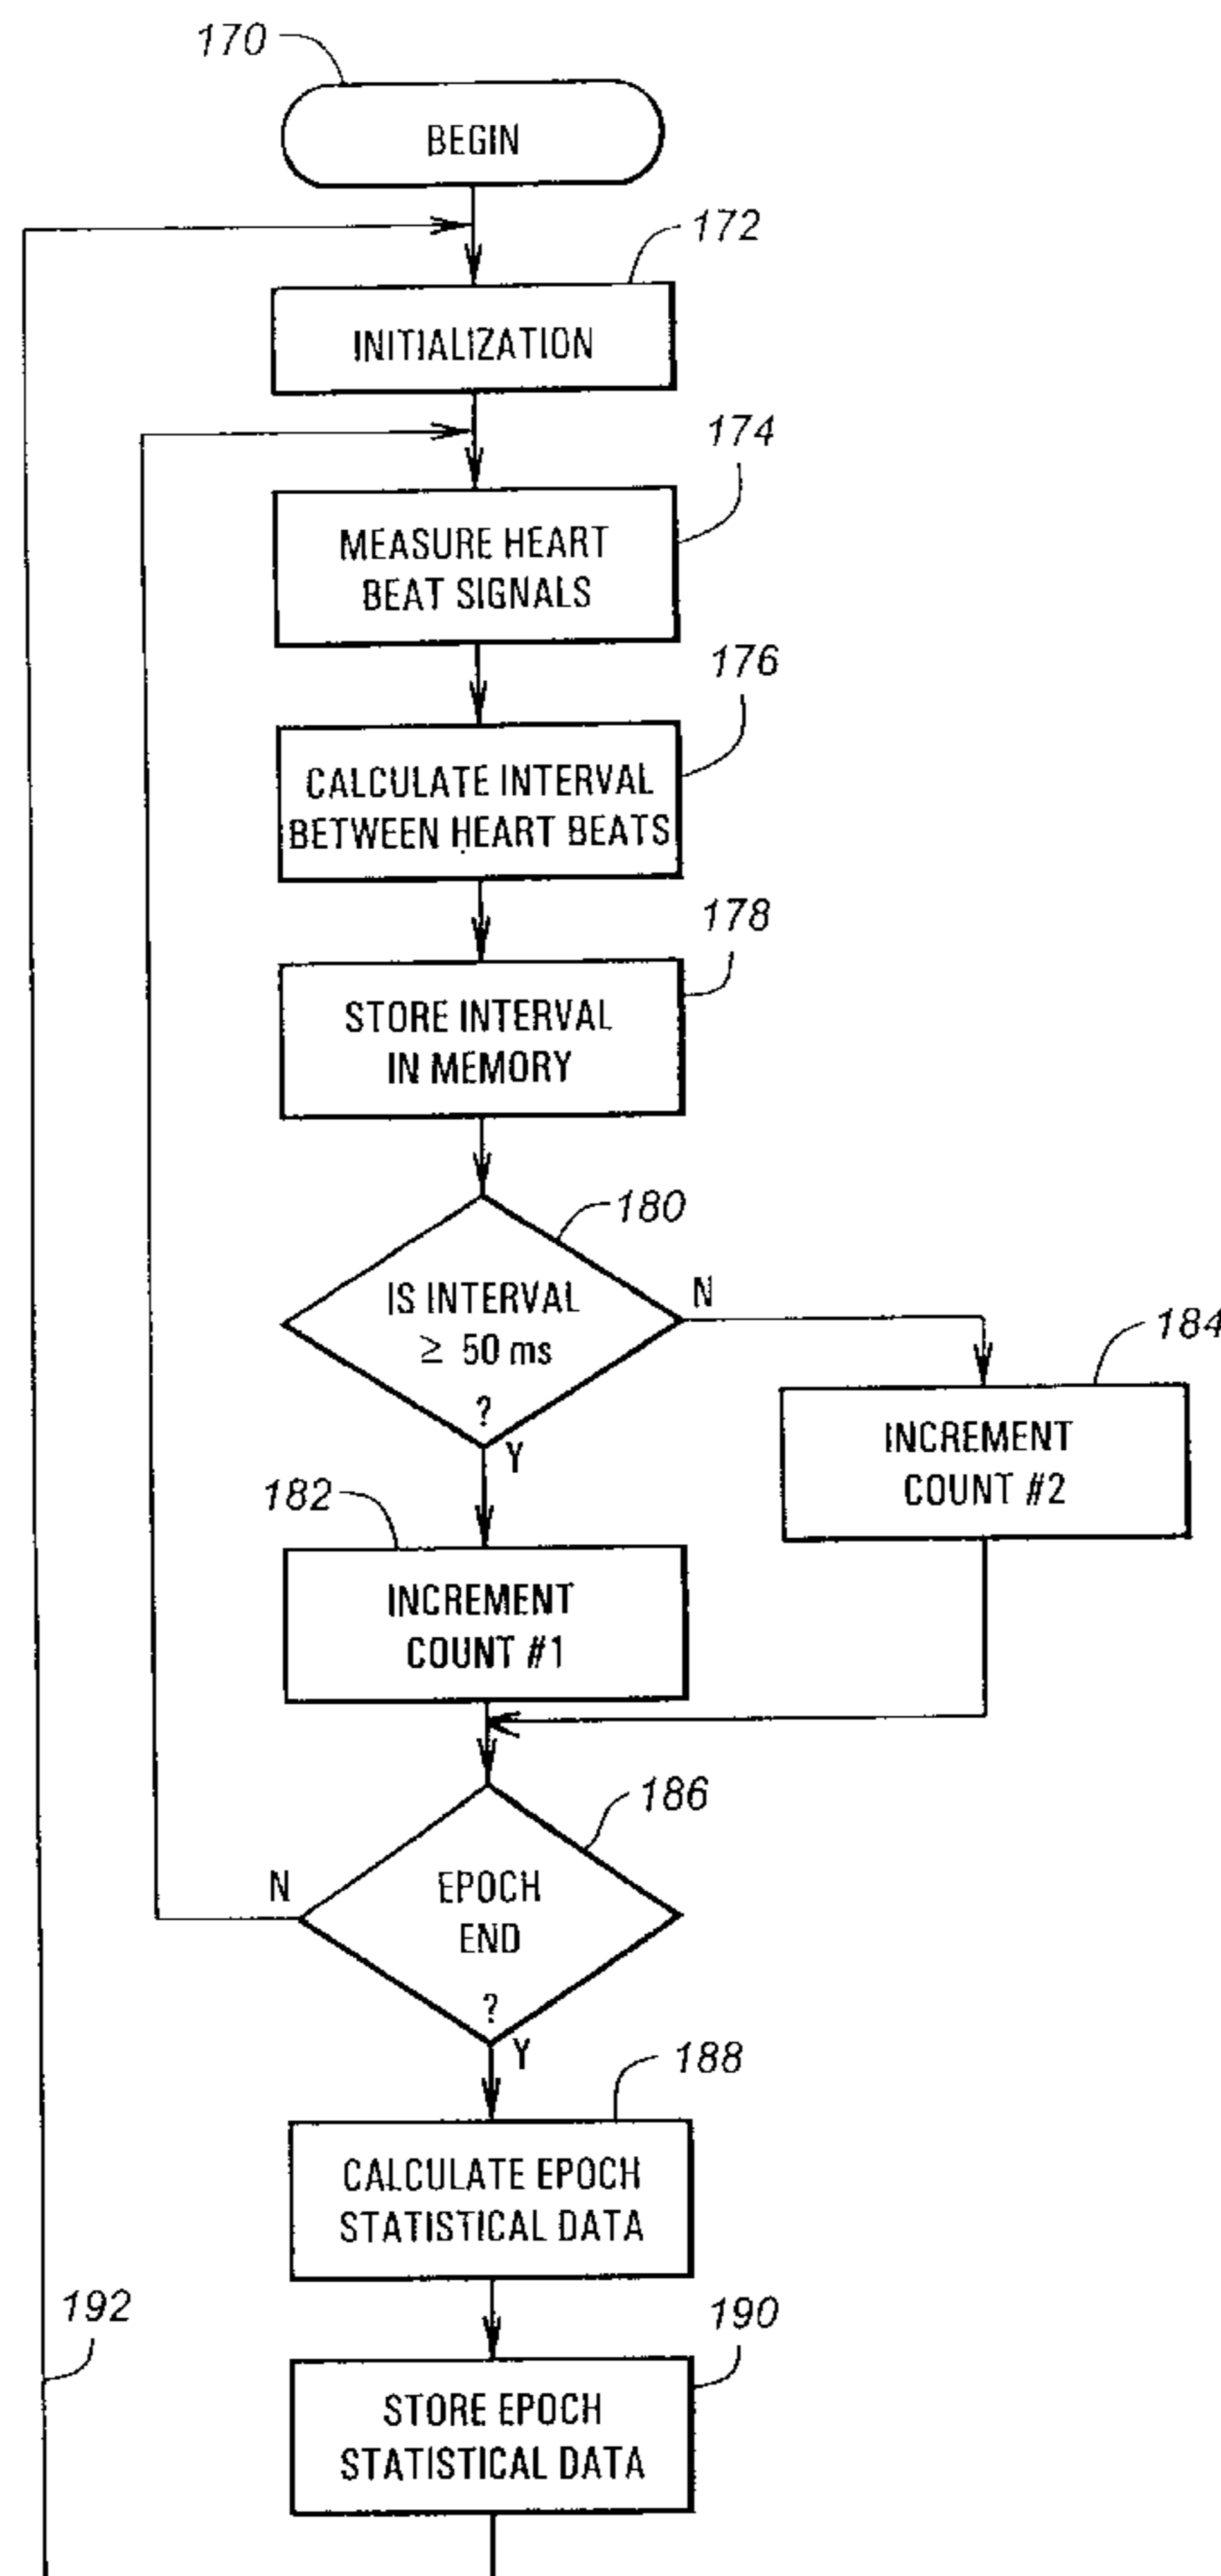 170
BEGIN
172
INITIALIZATION
174
MEASURE HEART
BEAT SIGNALS
176
CALCULATE INTERVAL
BETWEEN HEART BEATS
178
STORE INTERVAL
IN MEMORY
180
IS INTERVAL
≥ 50 ms
?
N
Y
184
INCREMENT
COUNT #2
182
INCREMENT
COUNT #1
186
EPOCH
END
?
N
Y
188
CALCULATE EPOCH
STATISTICAL DATA
192
190
STORE EPOCH
STATISTICAL DATA